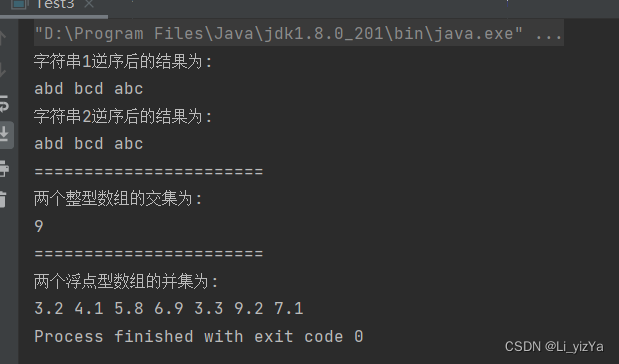 Test3
"D:\Program Files\Java\jdk1.8.0_201\bin\java.exe" ...
字符串1逆序后的结果为:
abd bcd abc
字符串2逆序后的结果为:
abd bcd abc
=======================
两个整型数组的交集为:
9
=======================
两个浮点型数组的并集为:
3.2 4.1 5.8 6.9 3.3 9.2 7.1
Process finished with exit code 0
CSDN @Li_yizYa